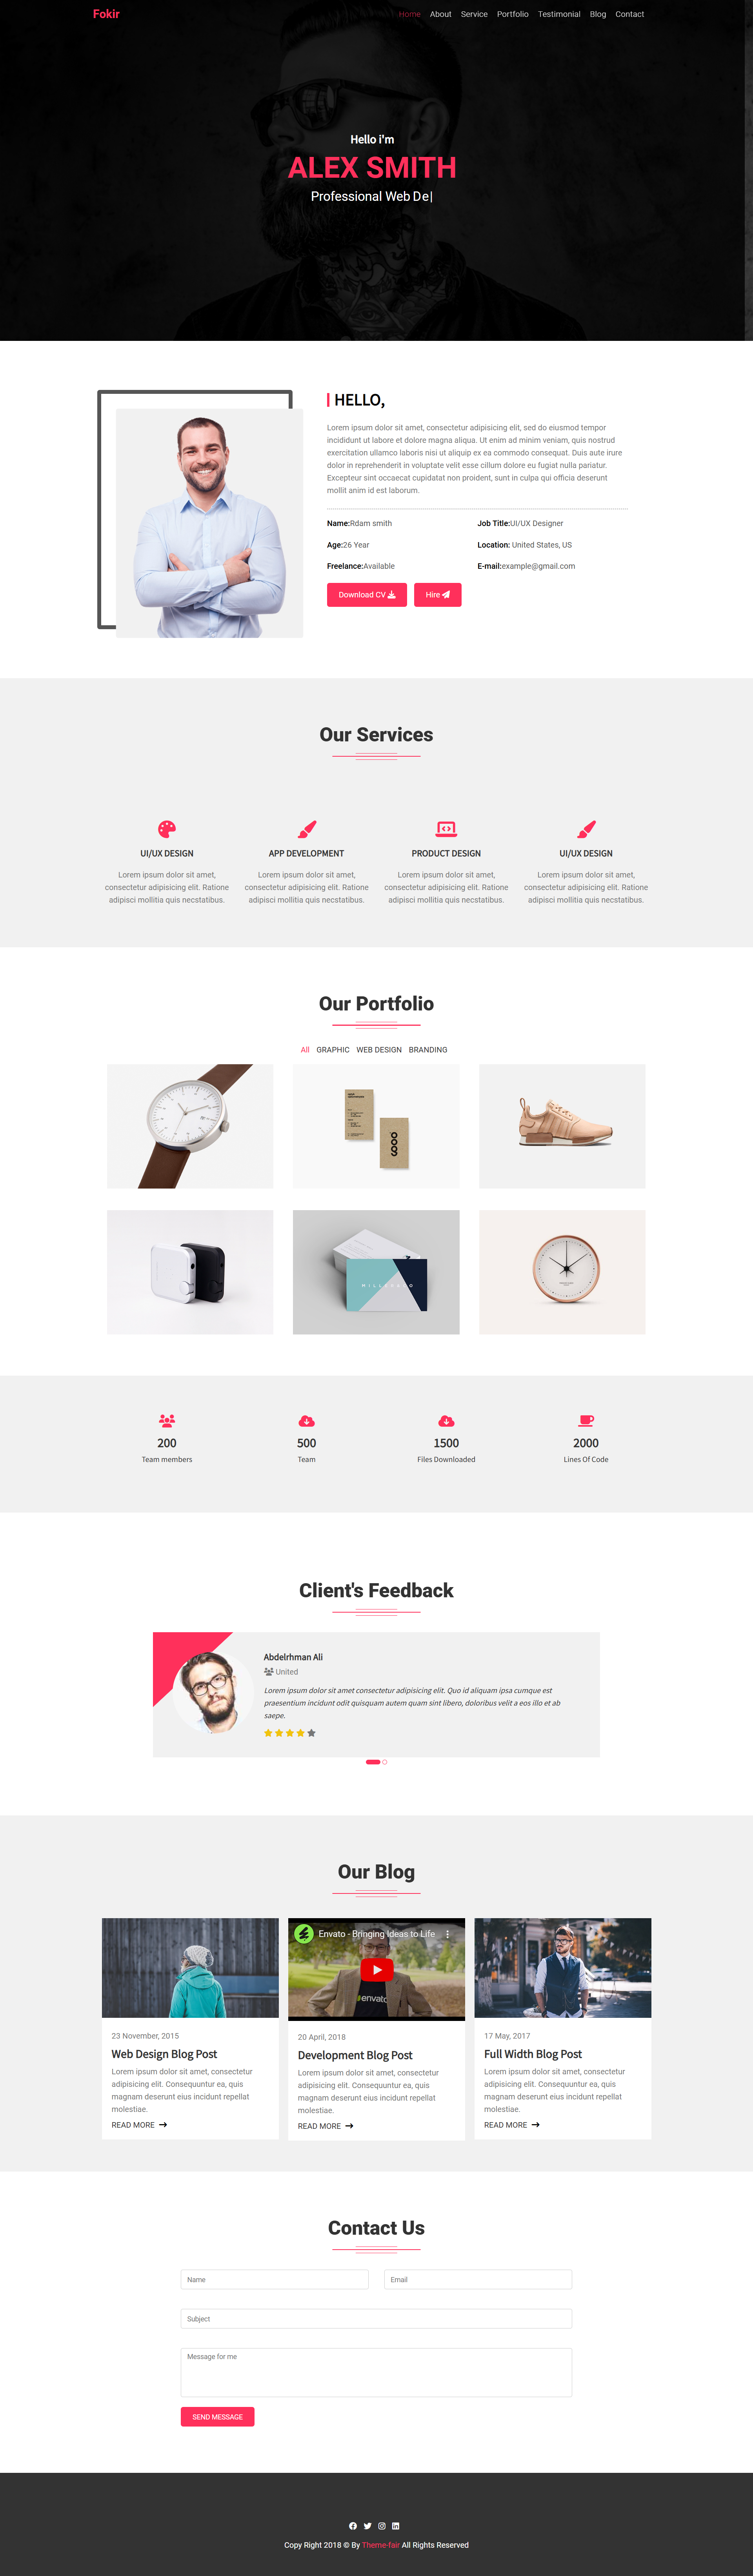 Fokir
Home About Service Portfolio Testimonial Blog Contact
Hello i'm
ALEX SMITH
Professional Web De|
HELLO,
Lorem ipsum dolor sit amet, consectetur adipisicing elit, sed do eiusmod tempor
incididunt ut labore et dolore magna aliqua. Ut enim ad minim veniam, quis nostrud
exercitation ullamco laboris nisi ut aliquip ex ea commodo consequat. Duis aute irure
dolor in reprehenderit in voluptate velit esse cillum dolore eu fugiat nulla pariatur.
Excepteur sint occaecat cupidatat non proident, sunt in culpa qui officia deserunt
mollit anim id est laborum.
Name:Rdam smith
Job Title:UI/UX Designer
Age:26 Year
Location: United States, US
Freelance:Available
E-mail:example@gmail.com
Download CV
Hire
Our Services
UI/UX DESIGN
Lorem ipsum dolor sit amet,
consectetur adipisicing elit. Ratione
adipisci mollitia quis necstatibus.
APP DEVELOPMENT
Lorem ipsum dolor sit amet,
consectetur adipisicing elit. Ratione
adipisci mollitia quis necstatibus.
PRODUCT DESIGN
Lorem ipsum dolor sit amet,
consectetur adipisicing elit. Ratione
adipisci mollitia quis necstatibus.
UI/UX DESIGN
Lorem ipsum dolor sit amet,
consectetur adipisicing elit. Ratione
adipisci mollitia quis necstatibus.
Our Portfolio
All GRAPHIC WEB DESIGN BRANDING
200
Team members
500
Team
1500
Files Downloaded
2000
Lines Of Code
Client's Feedback
Abdelrhman Ali
United
Lorem ipsum dolor sit amet consectetur adipisicing elit. Quo id aliquam ipsa cumque est
praesentium incidunt odit quisquam autem quam sint libero, doloribus velit a eos illo et ab
saepe.
Our Blog
23 November, 2015
Web Design Blog Post
Lorem ipsum dolor sit amet, consectetur
adipisicing elit. Consequuntur ea, quis
magnam deserunt eius incidunt repellat
molestiae.
READ MORE
Envato - Bringing Ideas to Life
envato
20 April, 2018
Development Blog Post
Lorem ipsum dolor sit amet, consectetur
adipisicing elit. Consequuntur ea, quis
magnam deserunt eius incidunt repellat
molestiae.
READ MORE
17 May, 2017
Full Width Blog Post
Lorem ipsum dolor sit amet, consectetur
adipisicing elit. Consequuntur ea, quis
magnam deserunt eius incidunt repellat
molestiae.
READ MORE
Contact Us
Name
Email
Subject
Message for me
SEND MESSAGE
Copy Right 2018 © By Theme-fair All Rights Reserved